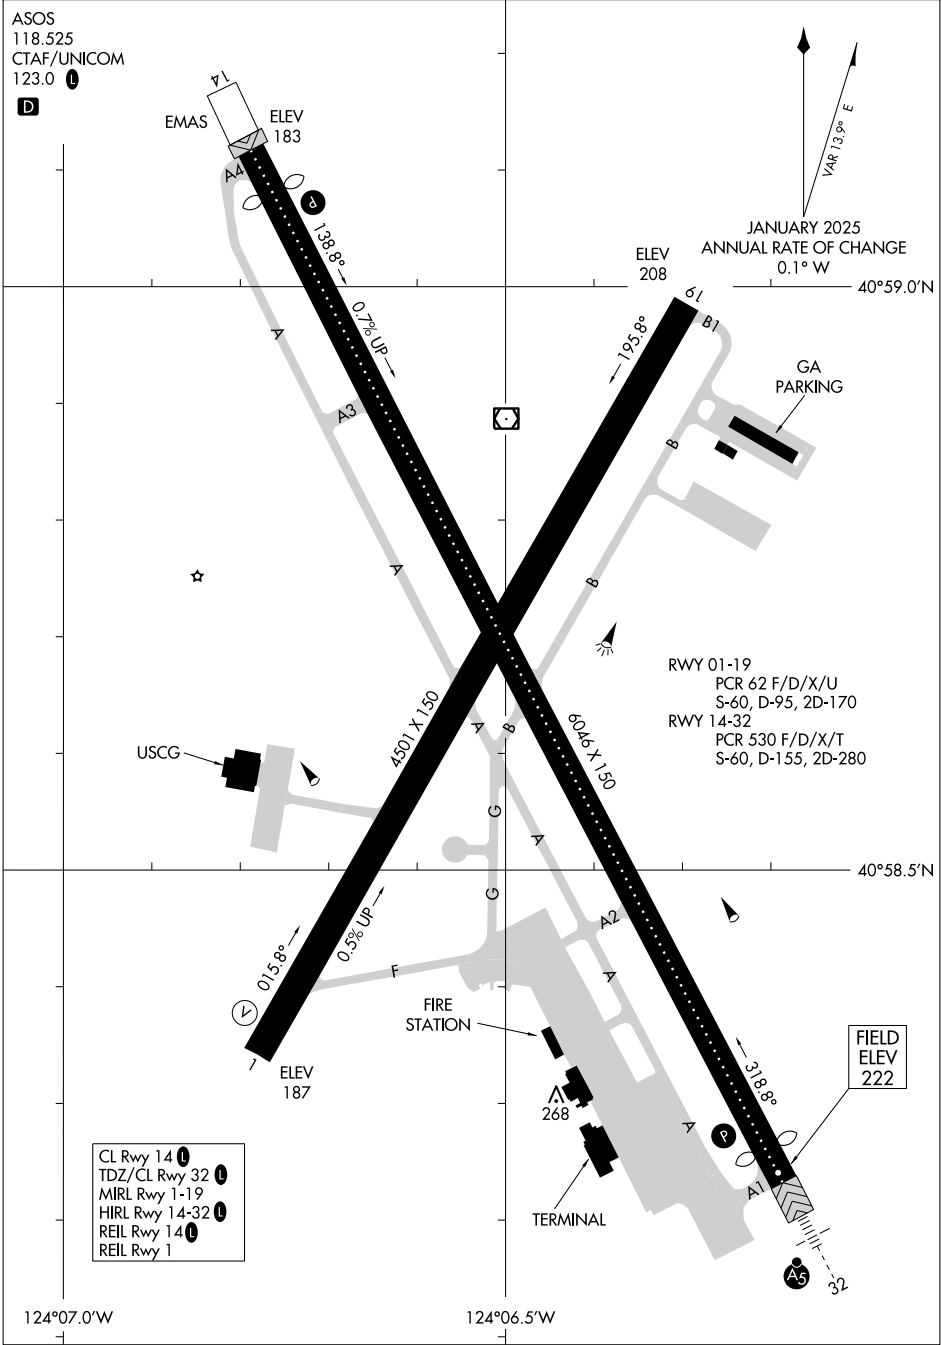 ASOS
118.525
CTAF/UNICOM
123.0 L
D
14
EMAS
ELEV
183
A4
P
138.8°
0.7% UP
A
A3
VAR 13.9° E
JANUARY 2025
ANNUAL RATE OF CHANGE
0.1° W
ELEV
208
40°59.0'N
19
B1
195.8°
GA
PARKING
B
A
B
RWY 01-19
PCR 62 F/D/X/U
S-60, D-95, 2D-170
RWY 14-32
PCR 530 F/D/X/T
S-60, D-155, 2D-280
4501 X 150
A
B
6046 X 150
USCG
G
A
40°58.5'N
G
A2
015.8°
0.5% UP
F
A
V
FIRE
STATION
1
ELEV
187
FIELD
ELEV
222
318.8°
268
A
P
A1
TERMINAL
CL Rwy 14 L
TDZ/CL Rwy 32 L
MIRL Rwy 1-19
HIRL Rwy 14-32 L
REIL Rwy 14 L
REIL Rwy 1
A5
32
124°07.0'W
124°06.5'W